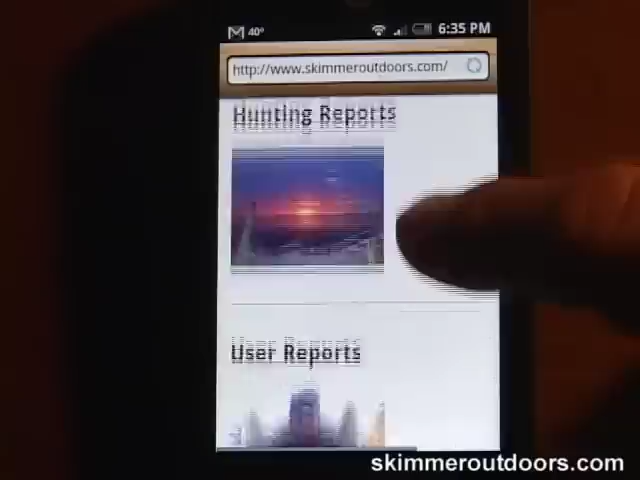 40°
6:35 PM
http://www.skimmeroutdoors.com/
Hunting Reports
User Reports
skimmeroutdoors.com